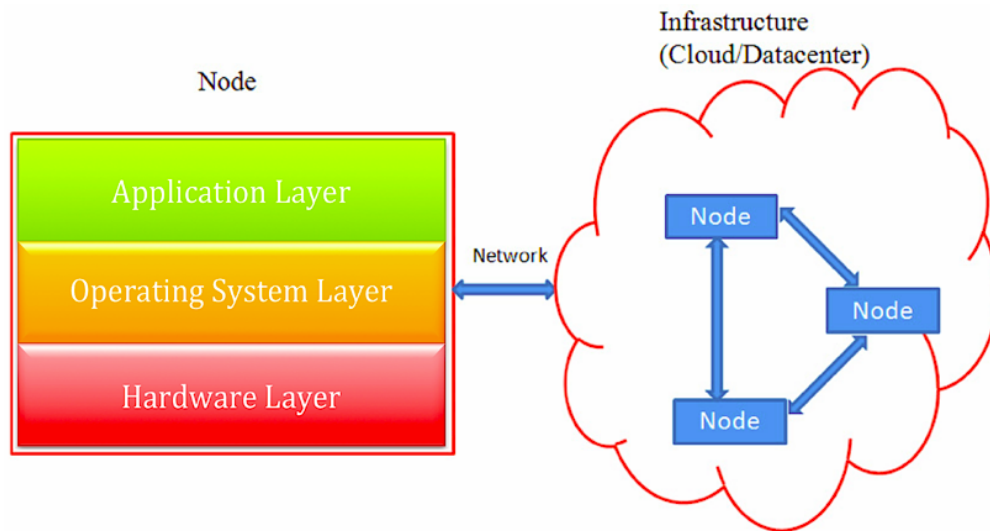 Node
Application Layer
Operating System Layer
Hardware Layer
Network
Infrastructure
(Cloud/Datacenter)
Node
Node
Node